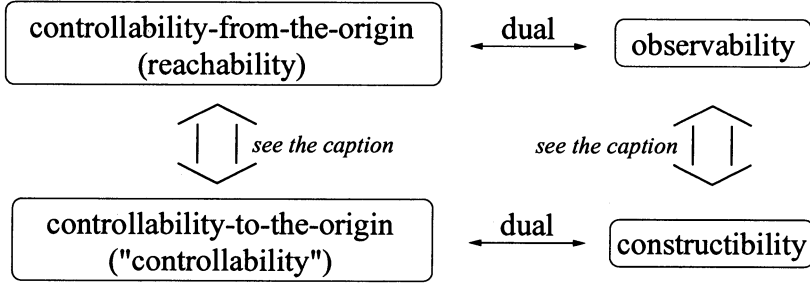 controllability-from-the-origin
(reachability)
dual
observability
see the caption
see the caption
controllability-to-the-origin
("controllability")
dual
constructibility